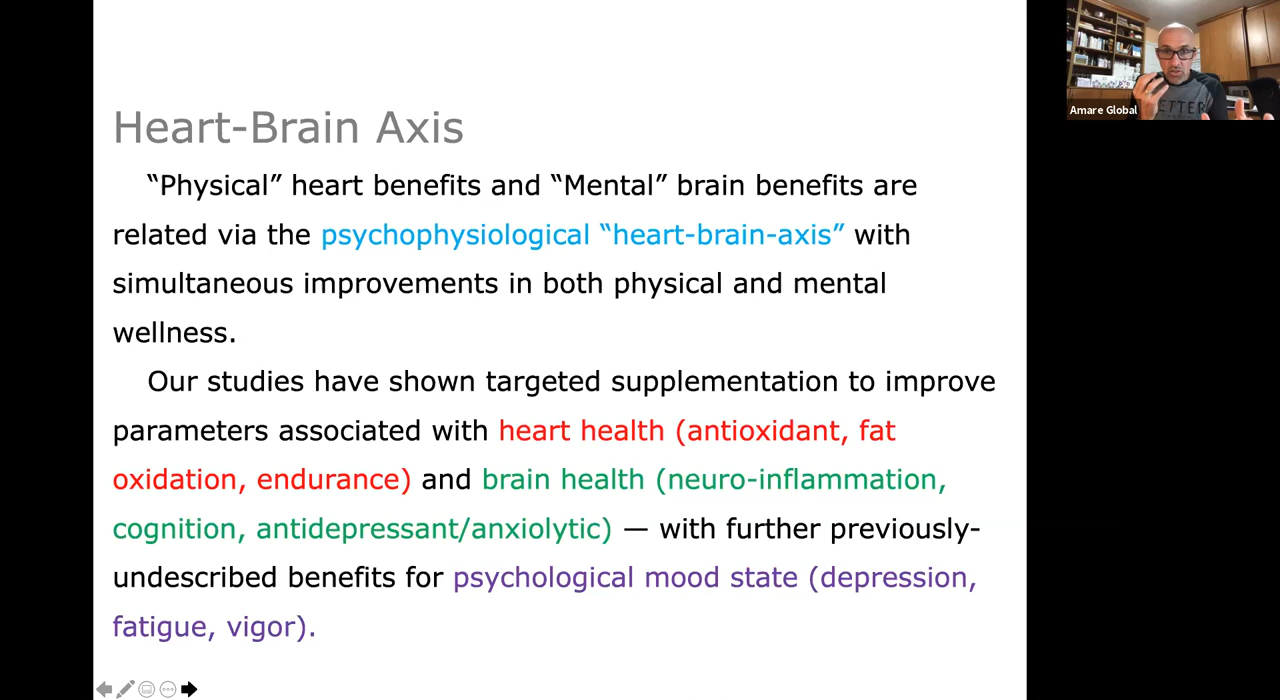 Heart-Brain Axis
“Physical” heart benefits and “Mental” brain benefits are
related via the psychophysiological “heart-brain-axis” with
simultaneous improvements in both physical and mental
wellness.
Our studies have shown targeted supplementation to improve
parameters associated with heart health (antioxidant, fat
oxidation, endurance) and brain health (neuro-inflammation,
cognition, antidepressant/anxiolytic) — with further previously-
undescribed benefits for psychological mood state (depression,
fatigue, vigor).
Amare Global